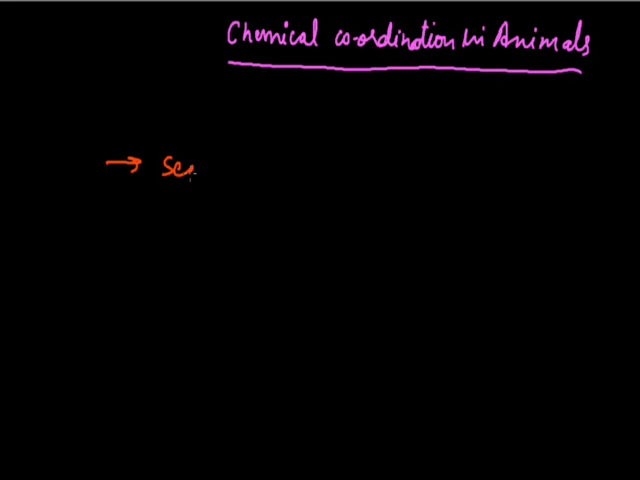 Chemical co-ordination in Animals
→ Se